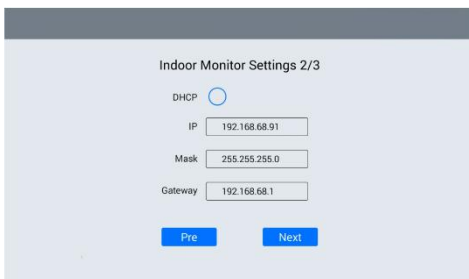 Indoor Monitor Settings 2/3
DHCP
IP 192.168.68.91
Mask 255.255.255.0
Gateway 192.168.68.1
Pre Next